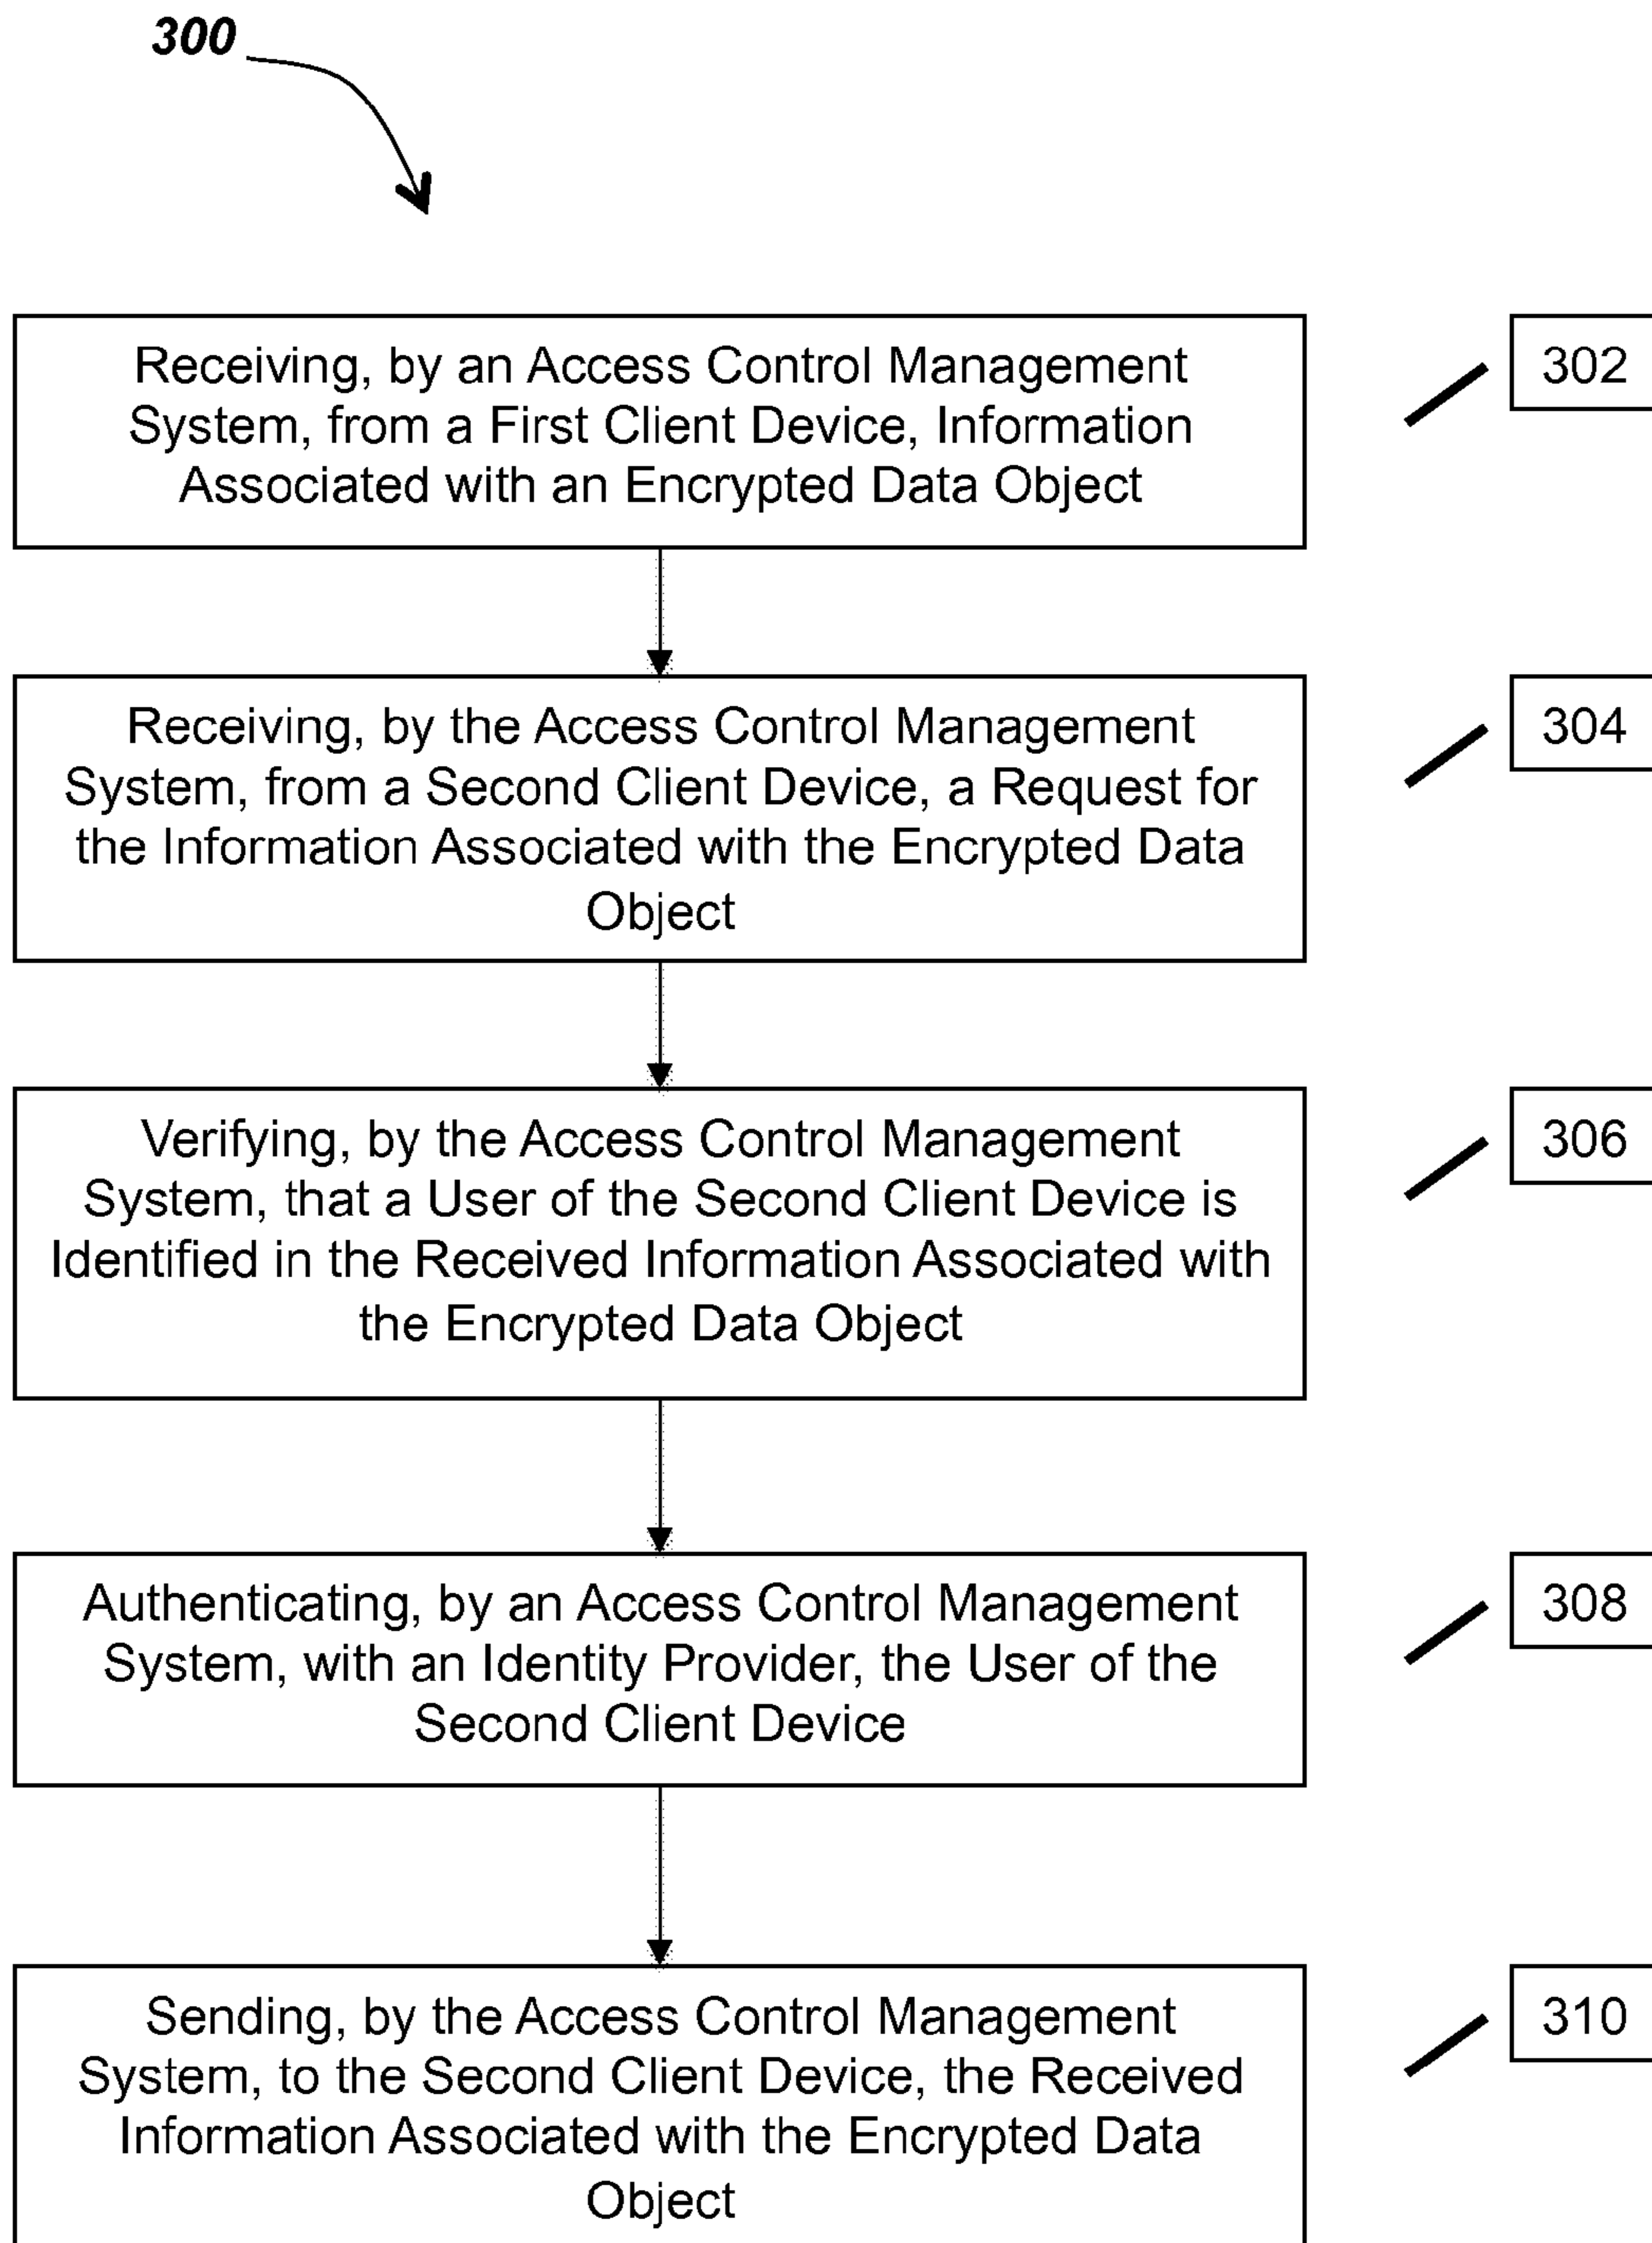 300
Receiving, by an Access Control Management
System, from a First Client Device, Information
Associated with an Encrypted Data Object
302
Receiving, by the Access Control Management
System, from a Second Client Device, a Request for
the Information Associated with the Encrypted Data
Object
304
Verifying, by the Access Control Management
System, that a User of the Second Client Device is
Identified in the Received Information Associated with
the Encrypted Data Object
306
Authenticating, by an Access Control Management
System, with an Identity Provider, the User of the
Second Client Device
308
Sending, by the Access Control Management
System, to the Second Client Device, the Received
Information Associated with the Encrypted Data
Object
310